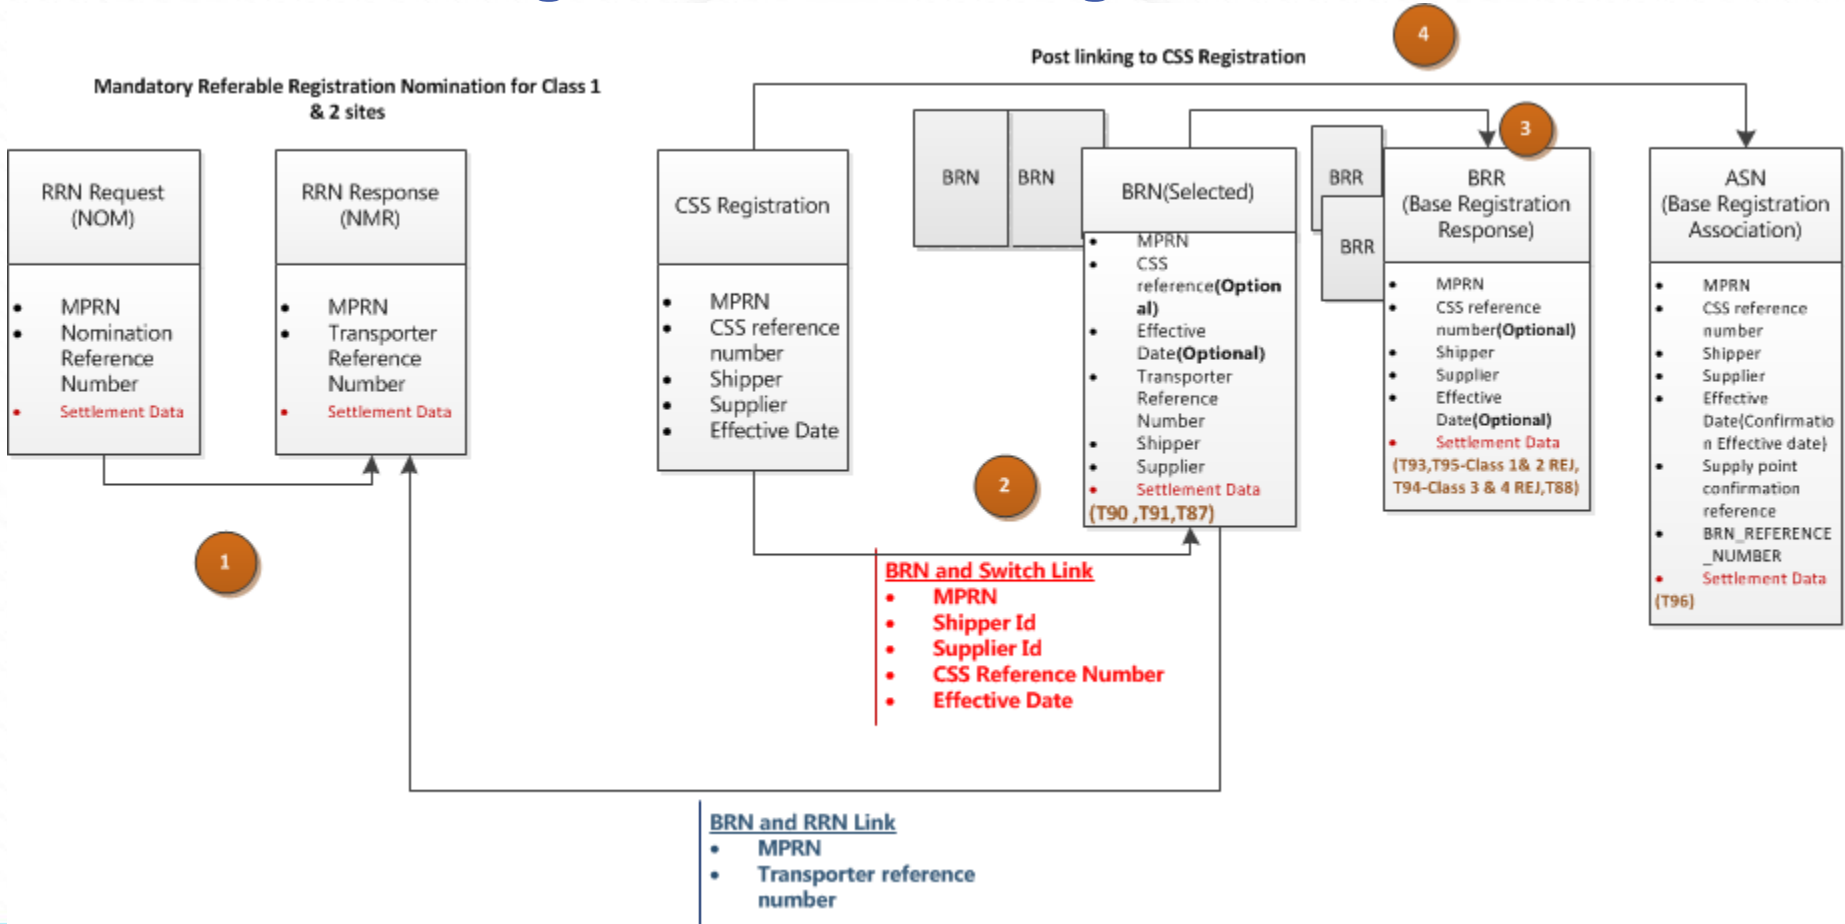 4
Post linking to CSS Registration
Mandatory Referable Registration Nomination for Class 1
& 2 sites
RRN Request
(NOM)
• MPRN
• Nomination
Reference
Number
• Settlement Data
RRN Response
(NMR)
• MPRN
• Transporter
Reference
Number
• Settlement Data
1
CSS Registration
• MPRN
• CSS reference
number
• Shipper
• Supplier
• Effective Date
BRN
BRN
BRN(Selected)
• MPRN
• CSS
reference(Option
al)
• Effective
Date(Optional)
• Transporter
Reference
Number
• Shipper
• Supplier
• Settlement Data
(T90 ,T91,T87)
2
BRR
BRR
3
BRR
(Base Registration
Response)
• MPRN
• CSS reference
number(Optional)
• Shipper
• Supplier
• Effective
Date(Optional)
• Settlement Data
(T93,T95-Class 1& 2 REJ,
T94-Class 3 & 4 REJ,T88)
ASN
(Base Registration
Association)
• MPRN
• CSS reference
number
• Shipper
• Supplier
• Effective
Date(Confirmatio
n Effective date)
• Supply point
confirmation
reference
• BRN_REFERENCE
_NUMBER
• Settlement Data
(T96)
BRN and Switch Link
• MPRN
• Shipper Id
• Supplier Id
• CSS Reference Number
• Effective Date
BRN and RRN Link
• MPRN
• Transporter reference
number